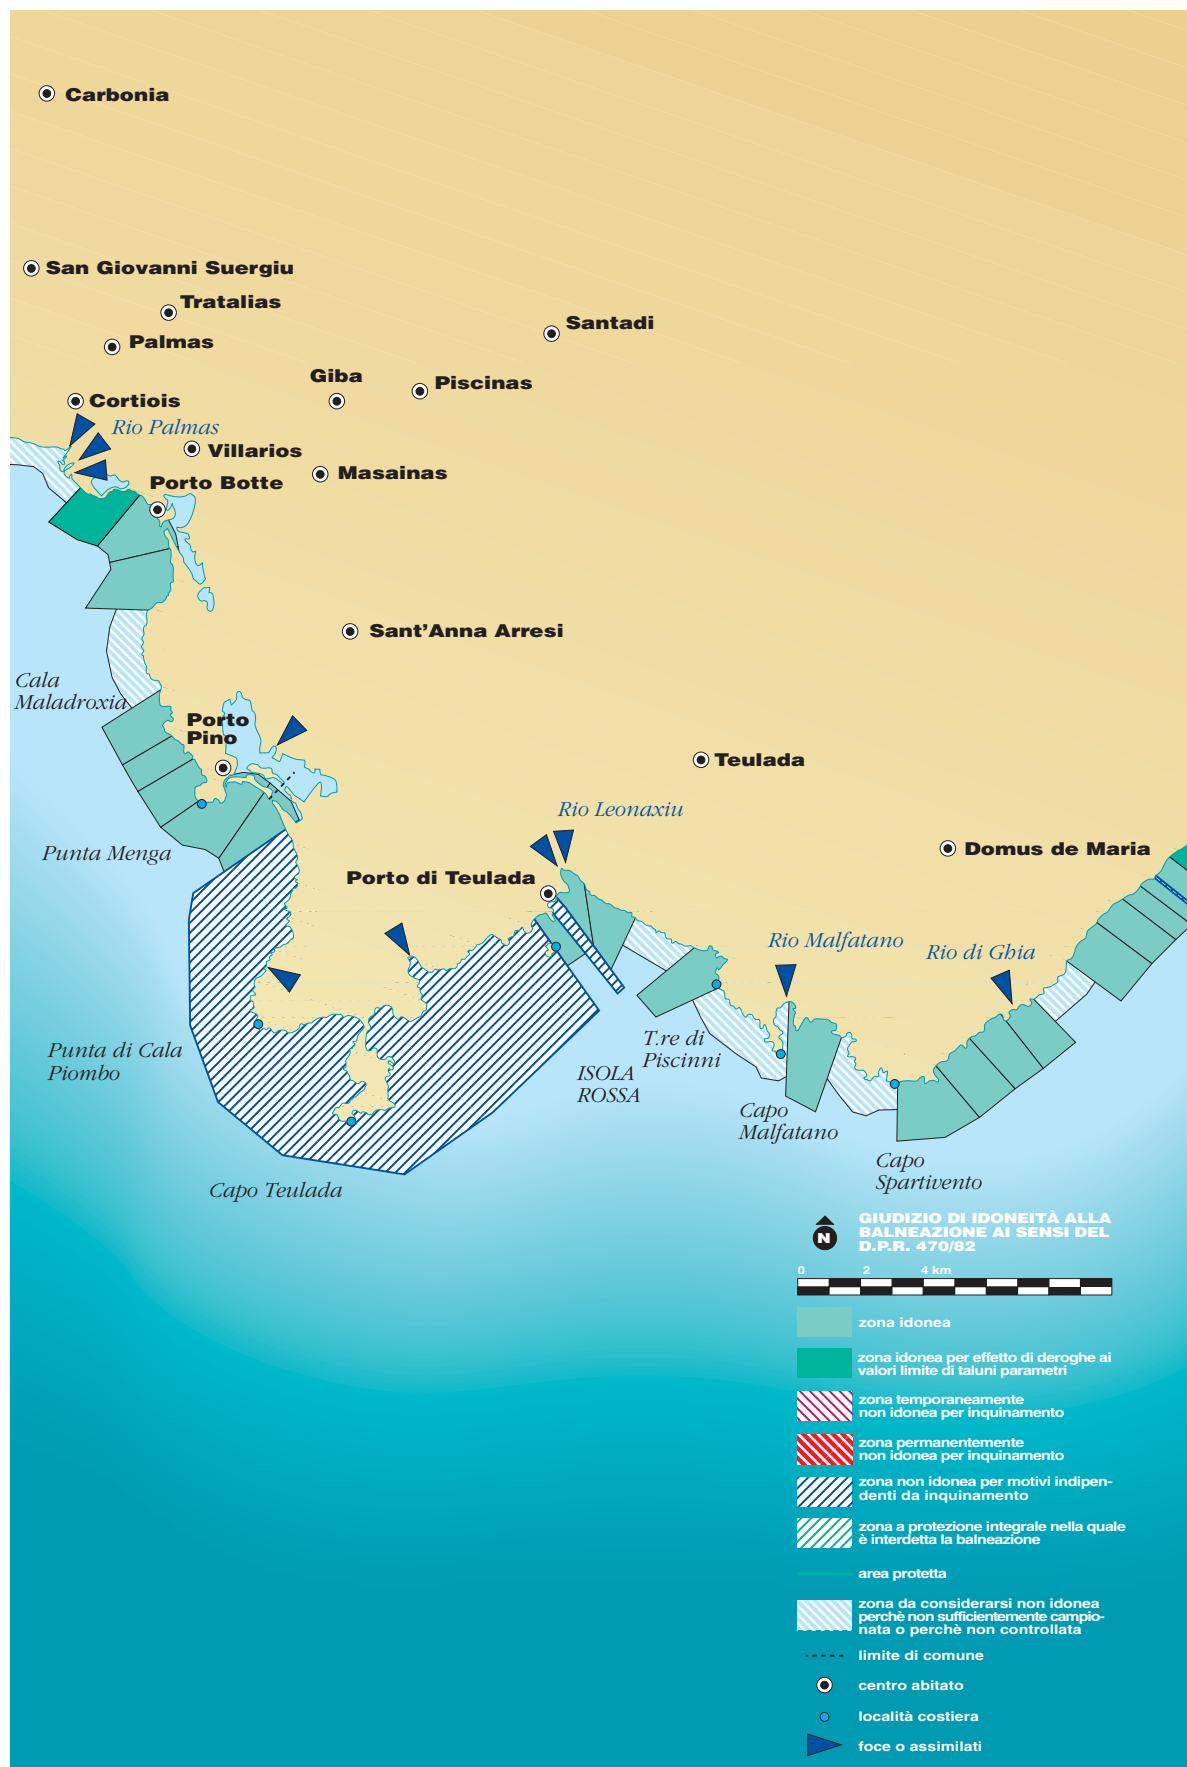 Carbonia
San Giovanni Suergiu
Tratalias
Santadi
Palmas
Giba
Piscinas
Cortiois
Rio Palmas
Villarios
Masainas
Porto Botte
Sant'Anna Arresi
Cala
Maladroxia
Porto
Pino
Teulada
Rio Leonaxiu
Punta Menga
Domus de Maria
Porto di Teulada
Rio Malfatano
Rio di Ghia
Punta di Cala
Piombo
T.re di
Piscinni
ISOLA
ROSSA
Capo
Malfatano
Capo
Spartivento
Capo Teulada
N
GIUDIZIO DI IDONEITÀ ALLA
BALNEAZIONE AI SENSI DEL
D.P.R. 470/82
0 2 4 km
zona idonea
zona idonea per effetto di deroghe ai
valori limite di taluni parametri
zona temporaneamente
non idonea per inquinamento
zona permanentemente
non idonea per inquinamento
zona non idonea per motivi indipen-
denti da inquinamento
zona a protezione integrale nella quale
è interdetta la balneazione
area protetta
zona da considerarsi non idonea
perchè non sufficientemente campio-
nata o perchè non controllata
limite di comune
centro abitato
località costiera
foce o assimilati